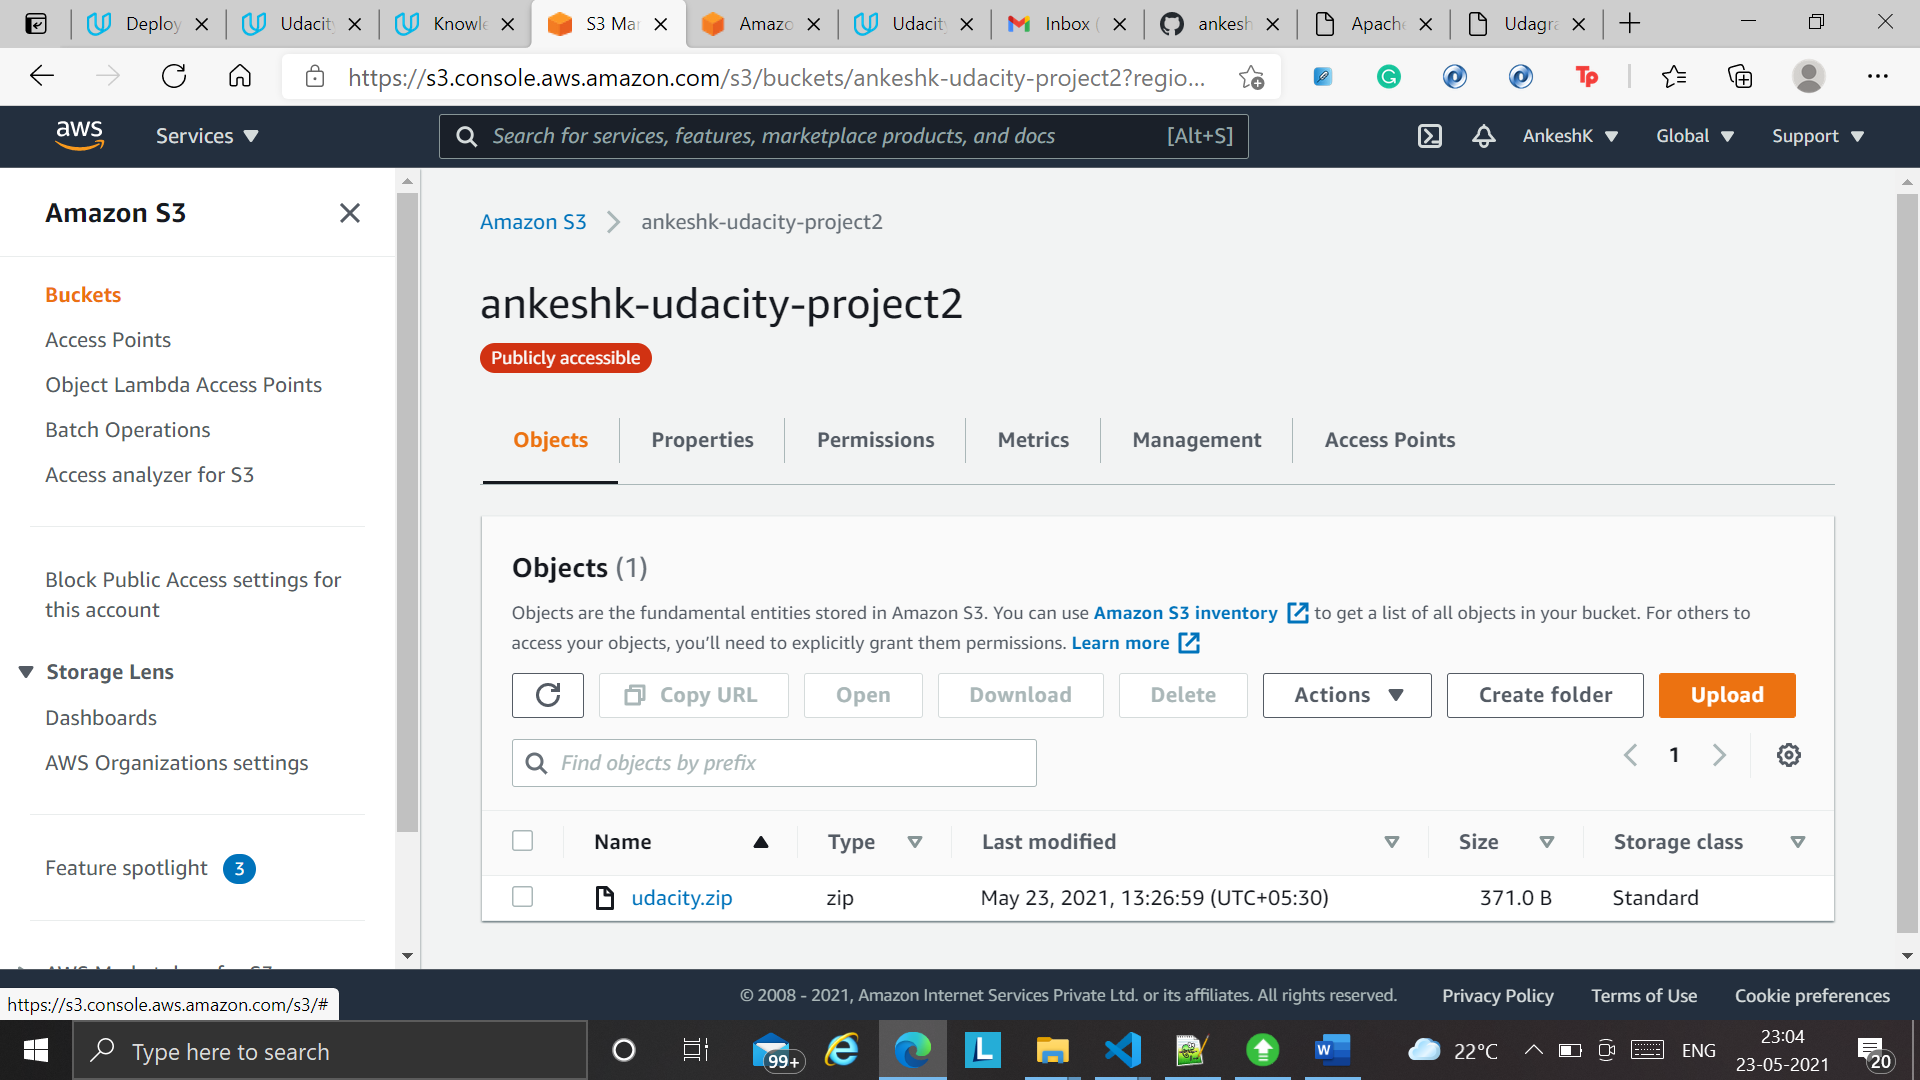 Deploy
Udacity
Knowle
S3 Mar
Amazo
Udacity
Inbox (
ankesh
Apache
Udagra
https://s3.console.aws.amazon.com/s3/buckets/ankeshk-udacity-project2?regio...
aws
Services
Search for services, features, marketplace products, and docs
[Alt+S]
AnkeshK
Global
Support
Amazon S3
Buckets
Access Points
Object Lambda Access Points
Batch Operations
Access analyzer for S3
Block Public Access settings for
this account
Storage Lens
Dashboards
AWS Organizations settings
Feature spotlight 3
https://s3.console.aws.amazon.com/s3/#
Amazon S3
ankeshk-udacity-project2
ankeshk-udacity-project2
Publicly accessible
Objects
Properties
Permissions
Metrics
Management
Access Points
Objects (1)
Objects are the fundamental entities stored in Amazon S3. You can use Amazon S3 inventory to get a list of all objects in your bucket. For others to
access your objects, you'll need to explicitly grant them permissions. Learn more
Copy URL
Open
Download
Delete
Actions
Create folder
Upload
Find objects by prefix
1
Name
Type
Last modified
Size
Storage class
udacity.zip
zip
May 23, 2021, 13:26:59 (UTC+05:30)
371.0 B
Standard
© 2008 - 2021, Amazon Internet Services Private Ltd. or its affiliates. All rights reserved.
Privacy Policy
Terms of Use
Cookie preferences
Type here to search
99+
L
W
22°C
ENG
23:04
23-05-2021
20